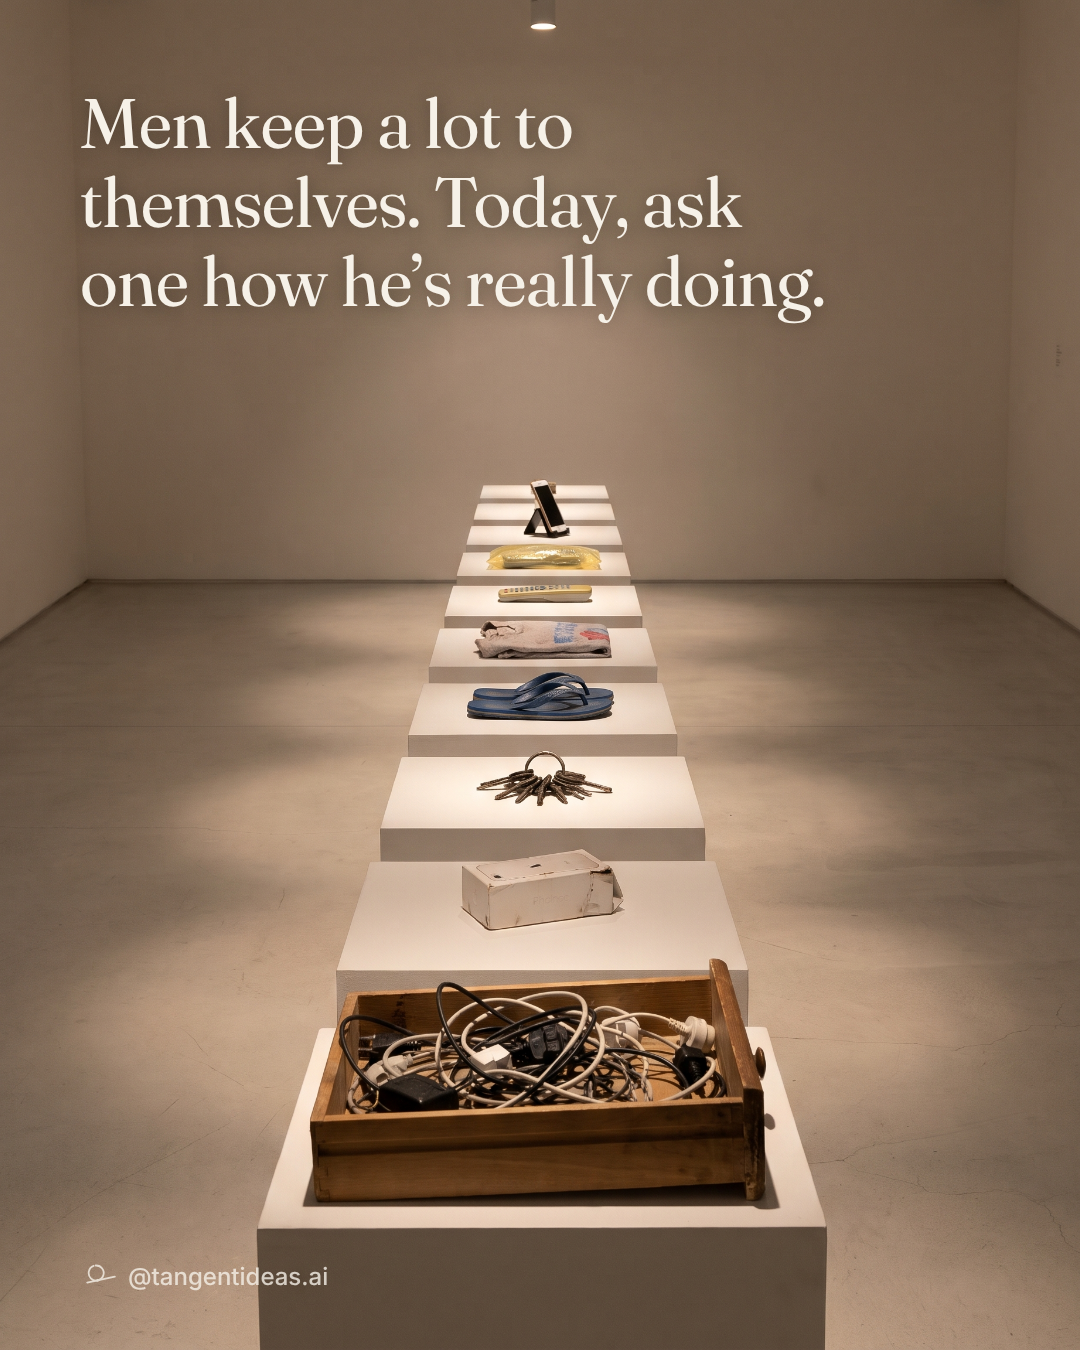 Men keep a lot to
themselves. Today, ask
one how he’s really doing.
@tangentideas.ai